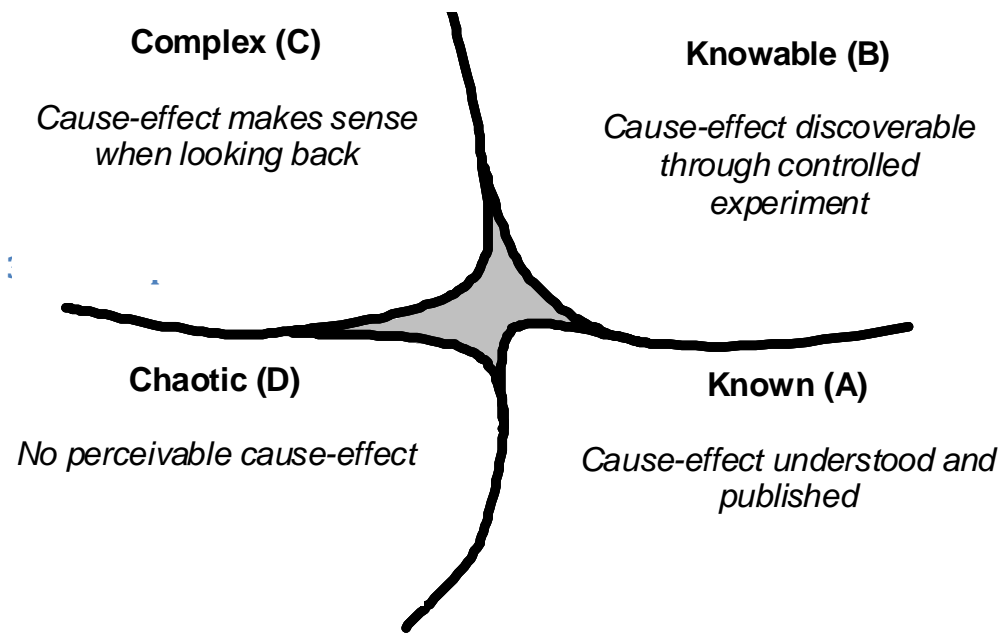 Complex (C)
Cause-effect makes sense
when looking back
Knowable (B)
Cause-effect discoverable
through controlled
experiment
Chaotic (D)
No perceivable cause-effect
Known (A)
Cause-effect understood and
published